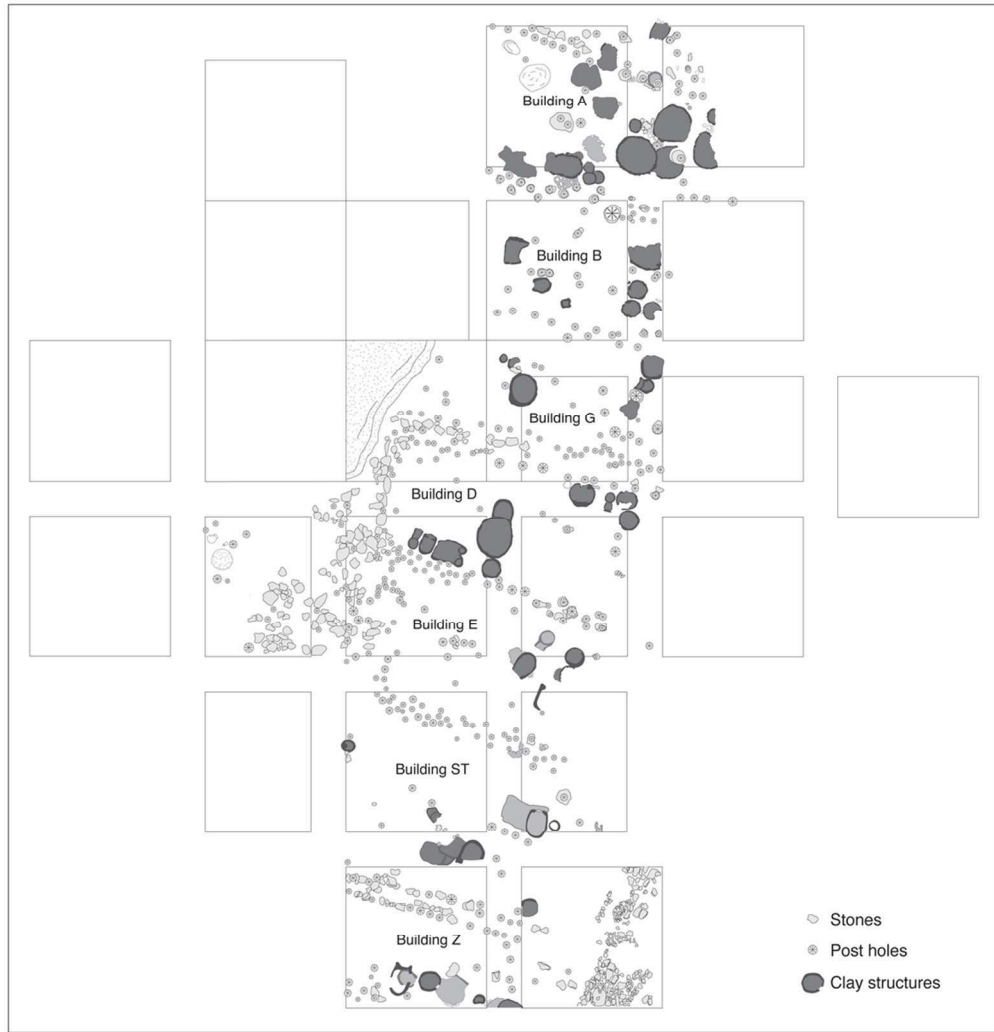 Building A
Building B
Building G
Building D
Building E
Building ST
Building Z
Stones
Post holes
Clay structures